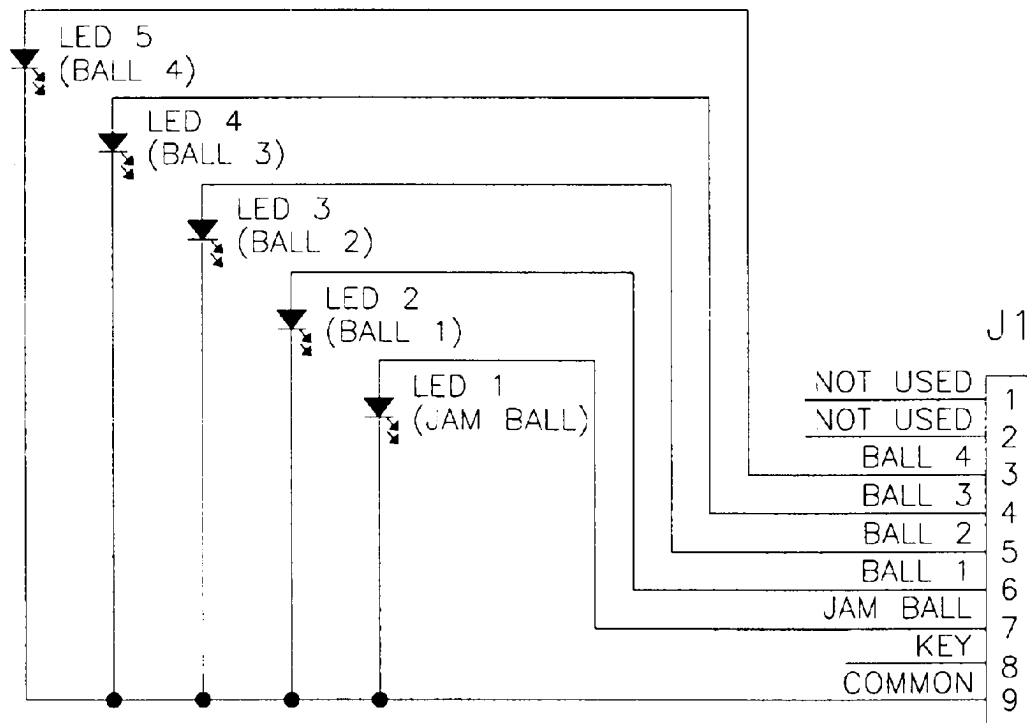 LED 5
(BALL 4)
LED 4
(BALL 3)
LED 3
(BALL 2)
LED 2
(BALL 1)
LED 1
(JAM BALL)
J1
NOT USED 1
NOT USED 2
BALL 4 3
BALL 3 4
BALL 2 5
BALL 1 6
JAM BALL 7
KEY 8
COMMON 9